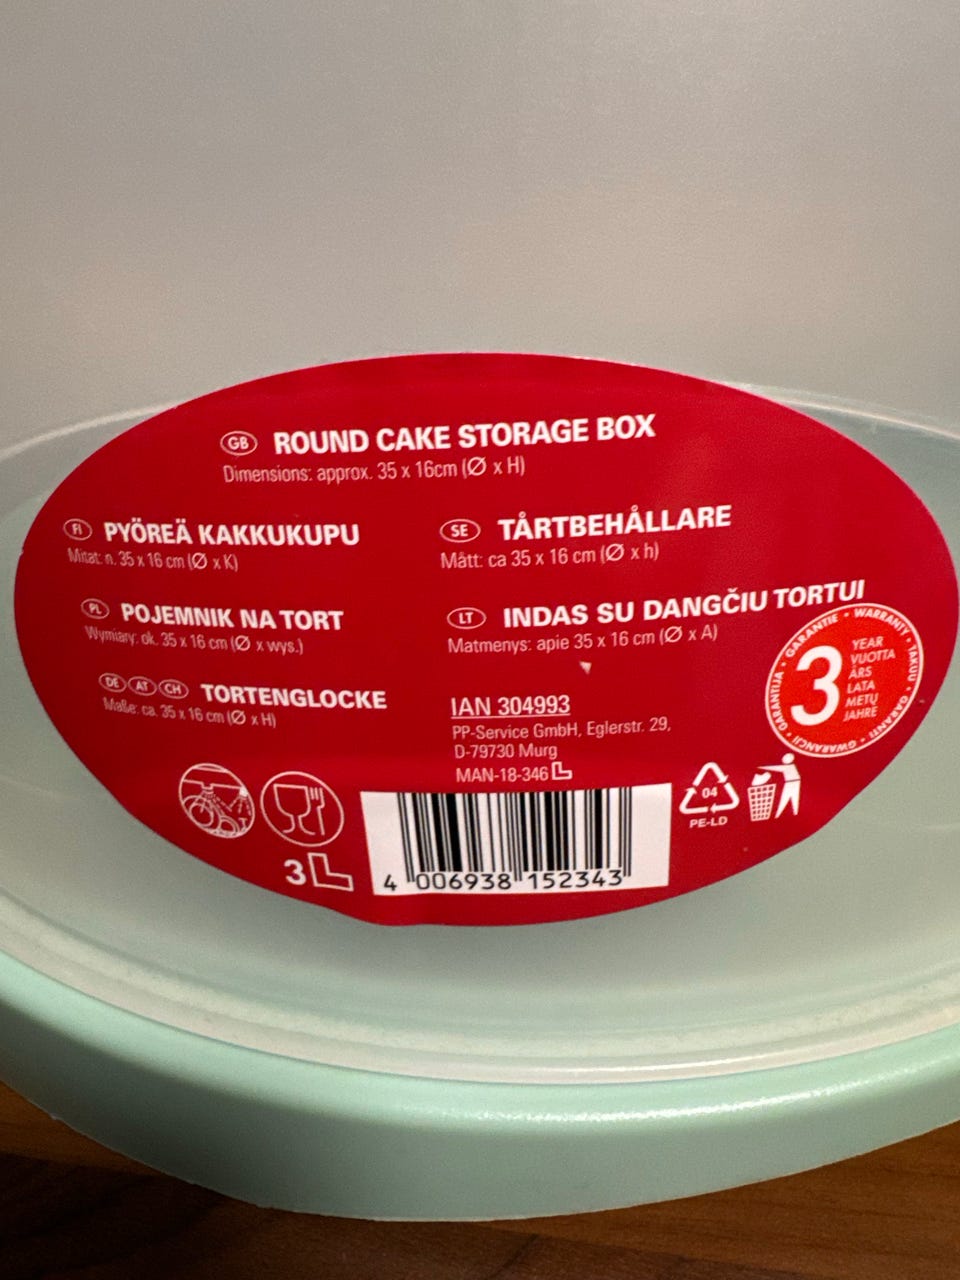 GB ROUND CAKE STORAGE BOX
Dimensions: approx. 35 x 16cm (Ø x H)
FI PYÖREÄ KAKKUKUPU
Mitat: n. 35 x 16 cm (Ø x K)
SE TÅRTBEHÅLLARE
Mått: ca 35 x 16 cm (Ø x h)
PL POJEMNIK NA TORT
Wymiary: ok. 35 x 16 cm (Ø x wys.)
LT INDAS SU DANGČIU TORTUI
Matmenys: apie 35 x 16 cm (Ø x A)
DE AT CH TORTENGLOCKE
Maße: ca. 35 x 16 cm (Ø x H)
IAN 304993
PP-Service GmbH, Eglerstr. 29,
D-79730 Murg
MAN-18-346 L
GARANTIE • WARRANTY • TAKUU • GARANTI • GWARANCJI • GARANTIJA
3
YEAR
VUOTTA
ÅRS
LATA
METŲ
JAHRE
04
PE-LD
3 L
4 006938 152343